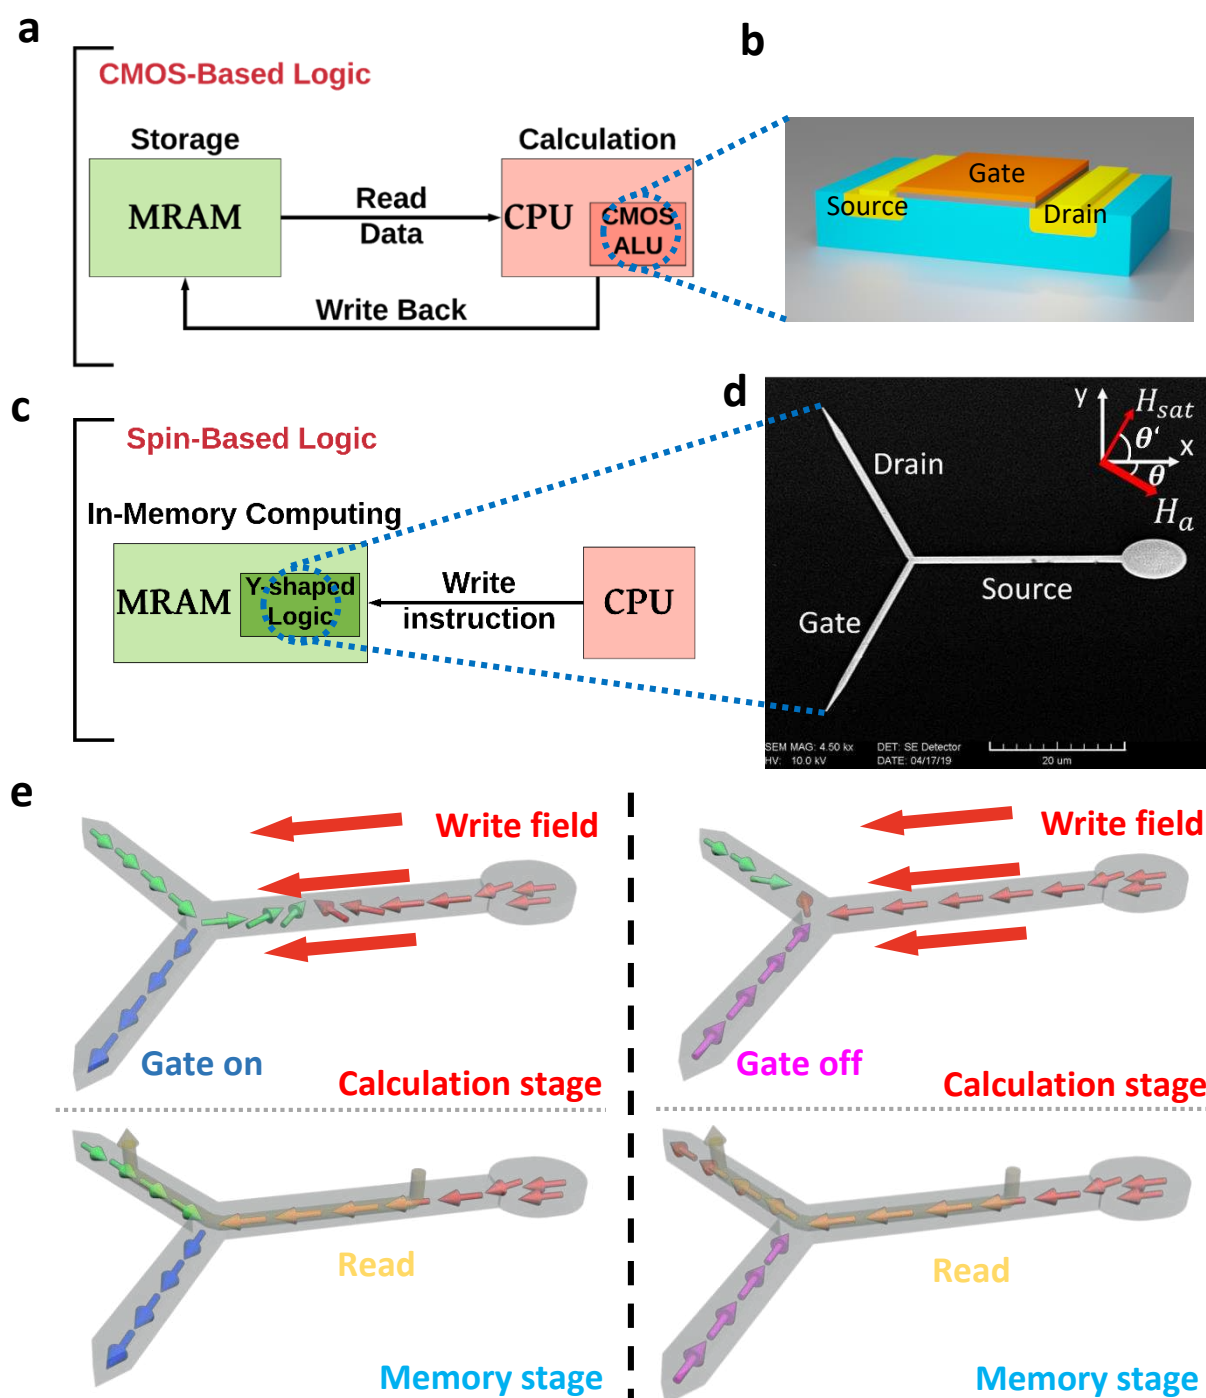 a
CMOS-Based Logic
Storage
Calculation
MRAM
Read
Data
CPU
CMOS
ALU
Write Back
b
Gate
Source
Drain
c
Spin-Based Logic
In-Memory Computing
MRAM
Y-shaped
Logic
Write
instruction
CPU
d
y
H_sat
θ'
x
θ
H_a
Drain
Source
Gate
SEM MAG: 4.50 kx
DET: SE Detector
HV: 10.0 kV
DATE: 04/17/19
20 um
e
Write field
Gate on
Calculation stage
Write field
Gate off
Calculation stage
Read
Memory stage
Read
Memory stage